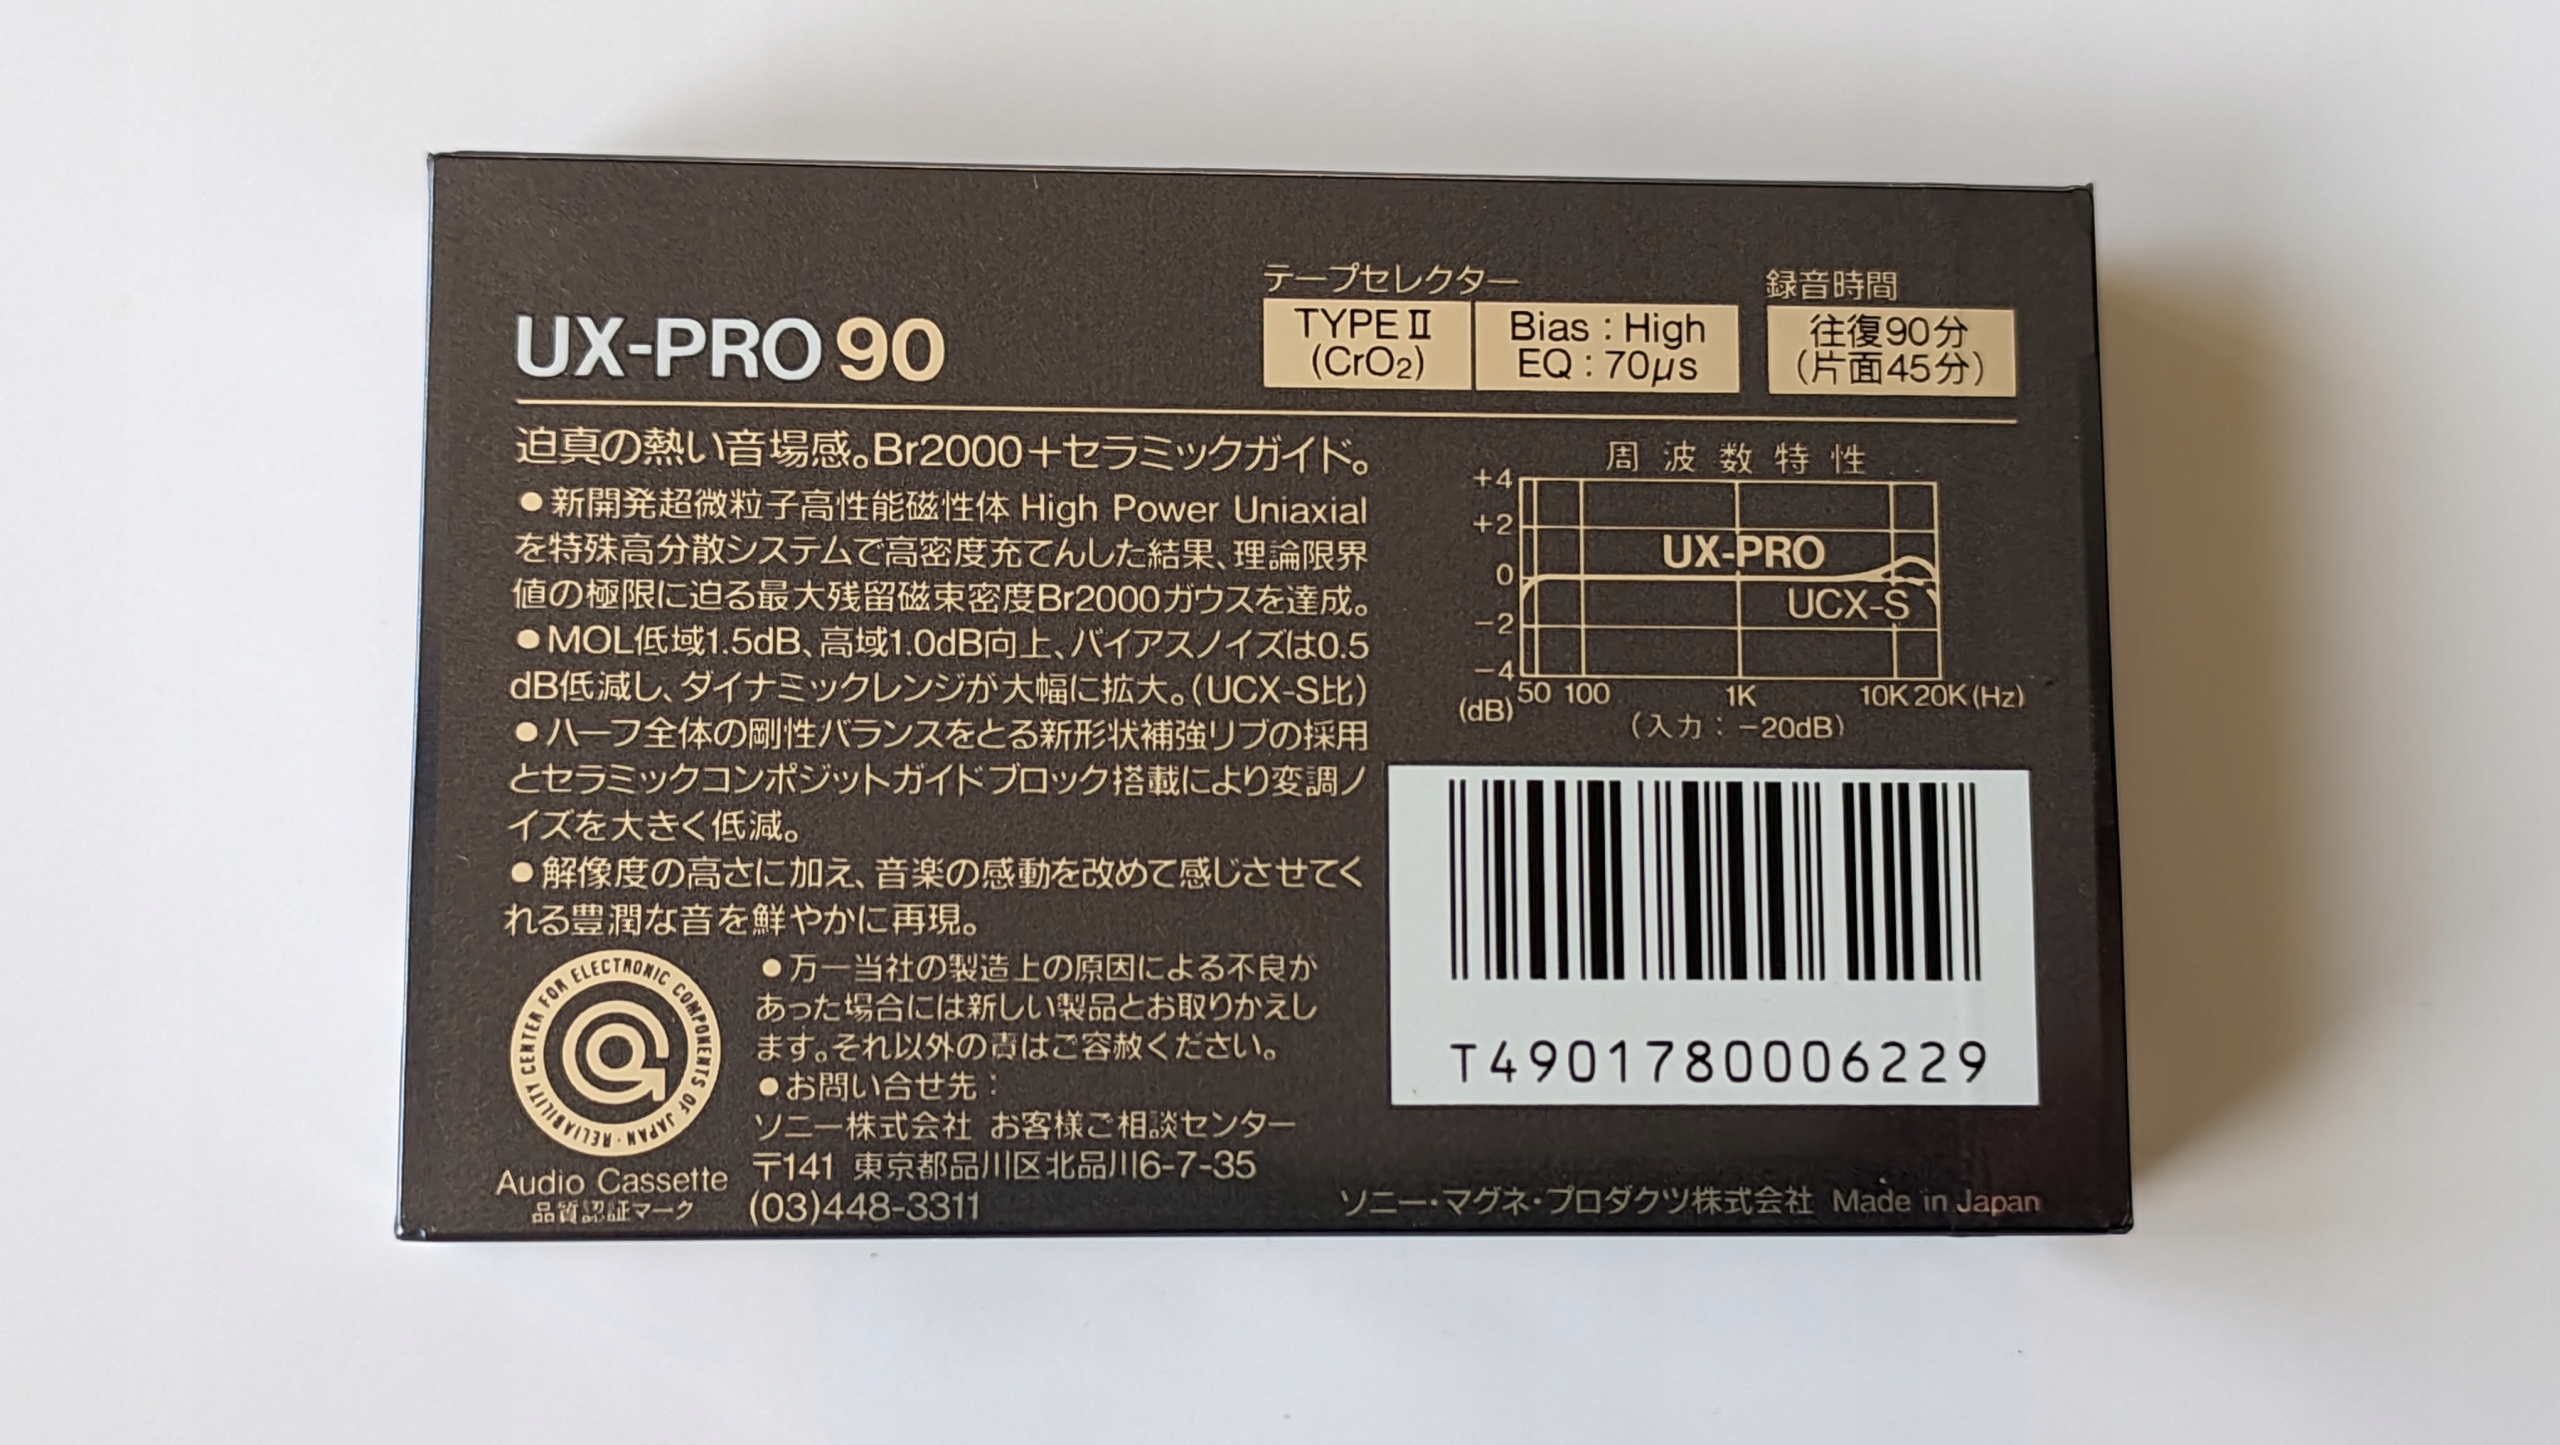 UX-PRO 90
テープセレクター
TYPE II
(CrO2)
Bias : High
EQ : 70μs
録音時間
往復90分
(片面45分)
迫真の熱い音場感。Br2000+セラミックガイド。
●新開発超微粒子高性能磁性体 High Power Uniaxial
を特殊高分散システムで高密度充てんした結果、理論限界
値の極限に迫る最大残留磁束密度Br2000ガウスを達成。
●MOL低域1.5dB、高域1.0dB向上、バイアスノイズは0.5
dB低減し、ダイナミックレンジが大幅に拡大。(UCX-S比)
●ハーフ全体の剛性バランスをとる新形状補強リブの採用
とセラミックコンポジットガイドブロック搭載により変調ノ
イズを大きく低減。
●解像度の高さに加え、音楽の感動を改めて感じさせてく
れる豊潤な音を鮮やかに再現。
周波数特性
+4
+2
0
−2
−4
(dB)
UX-PRO
UCX-S
50 100 1K 10K 20K (Hz)
(入力:−20dB)
RELIABILITY CENTER FOR ELECTRONIC COMPONENTS OF JAPAN
Audio Cassette
品質認証マーク
●万一当社の製造上の原因による不良が
あった場合には新しい製品とお取りかえし
ます。それ以外の責はご容赦ください。
●お問い合せ先:
ソニー株式会社 お客様ご相談センター
〒141 東京都品川区北品川6-7-35
(03)448-3311
T4901780006229
ソニー・マグネ・プロダクツ株式会社 Made in Japan